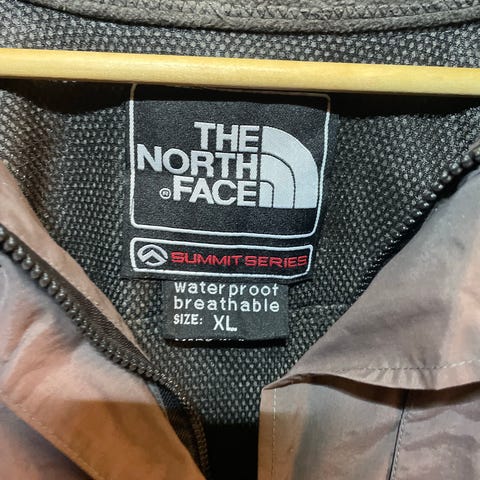 THE
NORTH
® FACE
SUMMIT SERIES
waterproof
breathable
SIZE: XL